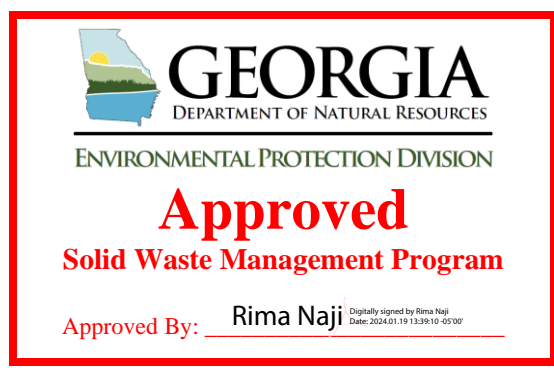 GEORGIA
DEPARTMENT OF NATURAL RESOURCES
ENVIRONMENTAL PROTECTION DIVISION
Approved
Solid Waste Management Program
Approved By: Rima Naji
Digitally signed by Rima Naji
Date: 2024.01.19 13:39:10 -05'00'